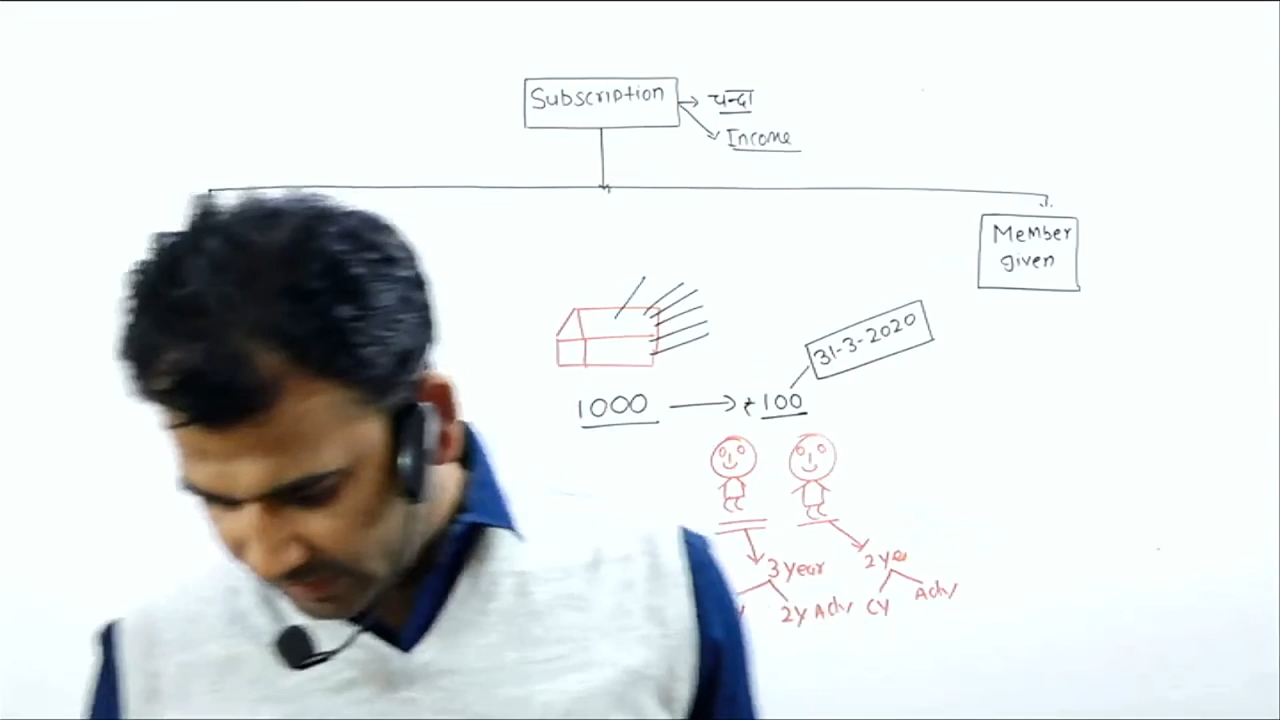 Subscription
चन्दा
Income
Member
given
31-3-2020
1000 → ₹100
3 year
2 ye
2Y Adv
CY
Adv